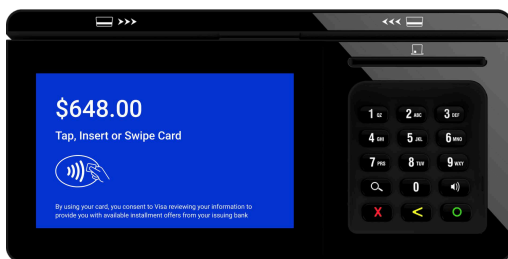 >>>
<<<
$648.00
Tap, Insert or Swipe Card
By using your card, you consent to Visa reviewing your information to
provide you with available installment offers from your issuing bank
1 QZ 2 ABC 3 DEF
4 GHI 5 JKL 6 MNO
7 PRS 8 TUV 9 WXY
0
X < O